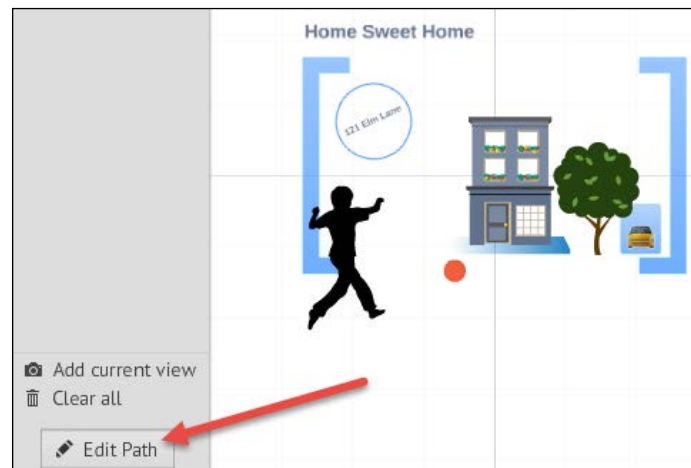 Home Sweet Home
121 Elm Lane
Add current view
Clear all
Edit Path